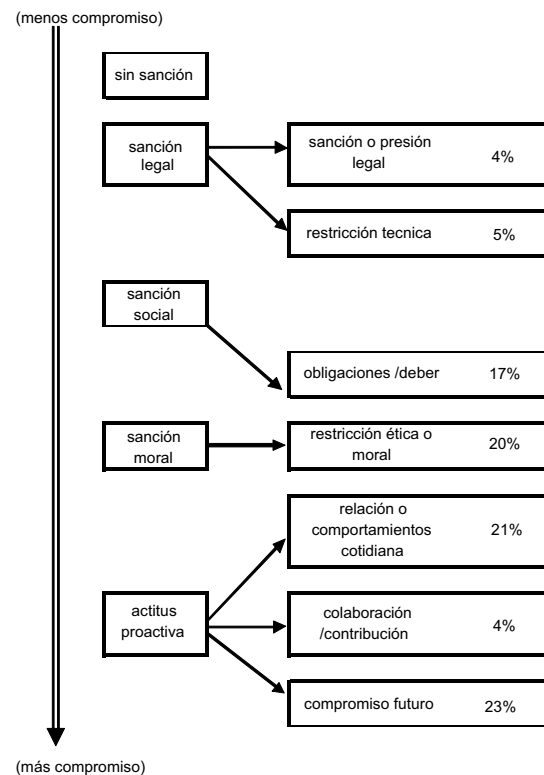 (menos compromiso)
sin sanción
sanción
legal
sanción o presión
legal
4%
restricción tecnica
5%
sanción
social
obligaciones /deber
17%
sanción
moral
restricción ética o
moral
20%
relación o
comportamientos
cotidiana
21%
actitus
proactiva
colaboración
/contribución
4%
compromiso futuro
23%
(más compromiso)